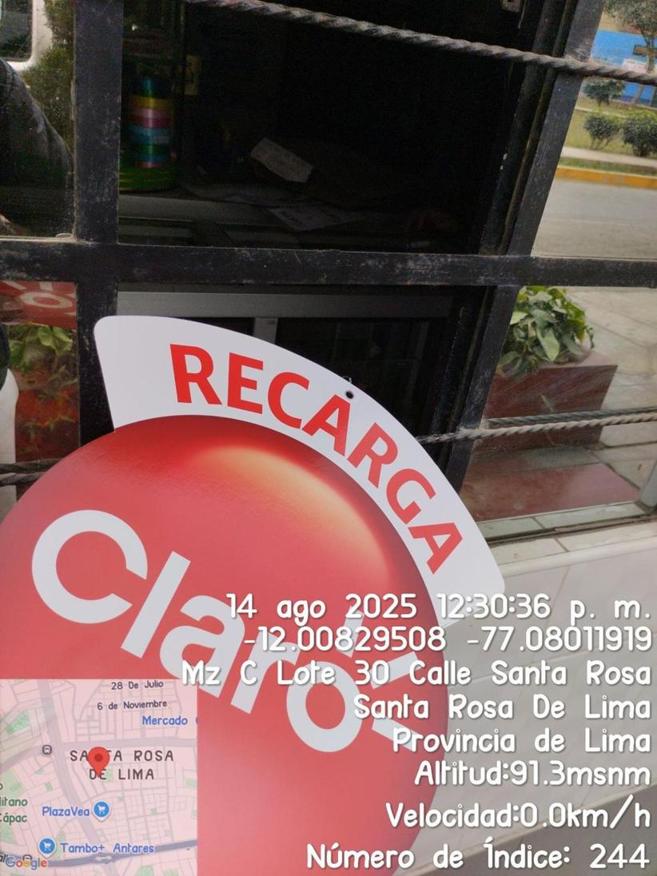 RECARGA
Claro
14 ago 2025 12:30:36 p. m.
-12.00829508 -77.08011919
Mz C Lote 30 Calle Santa Rosa
Santa Rosa De Lima
Provincia de Lima
Altitud:91.3msnm
Velocidad:0.0km/h
Número de Índice: 244
28 De Julio
6 de Noviembre
Mercado
SANTA ROSA
DE LIMA
PlazaVea
Tambo+ Antares
Google